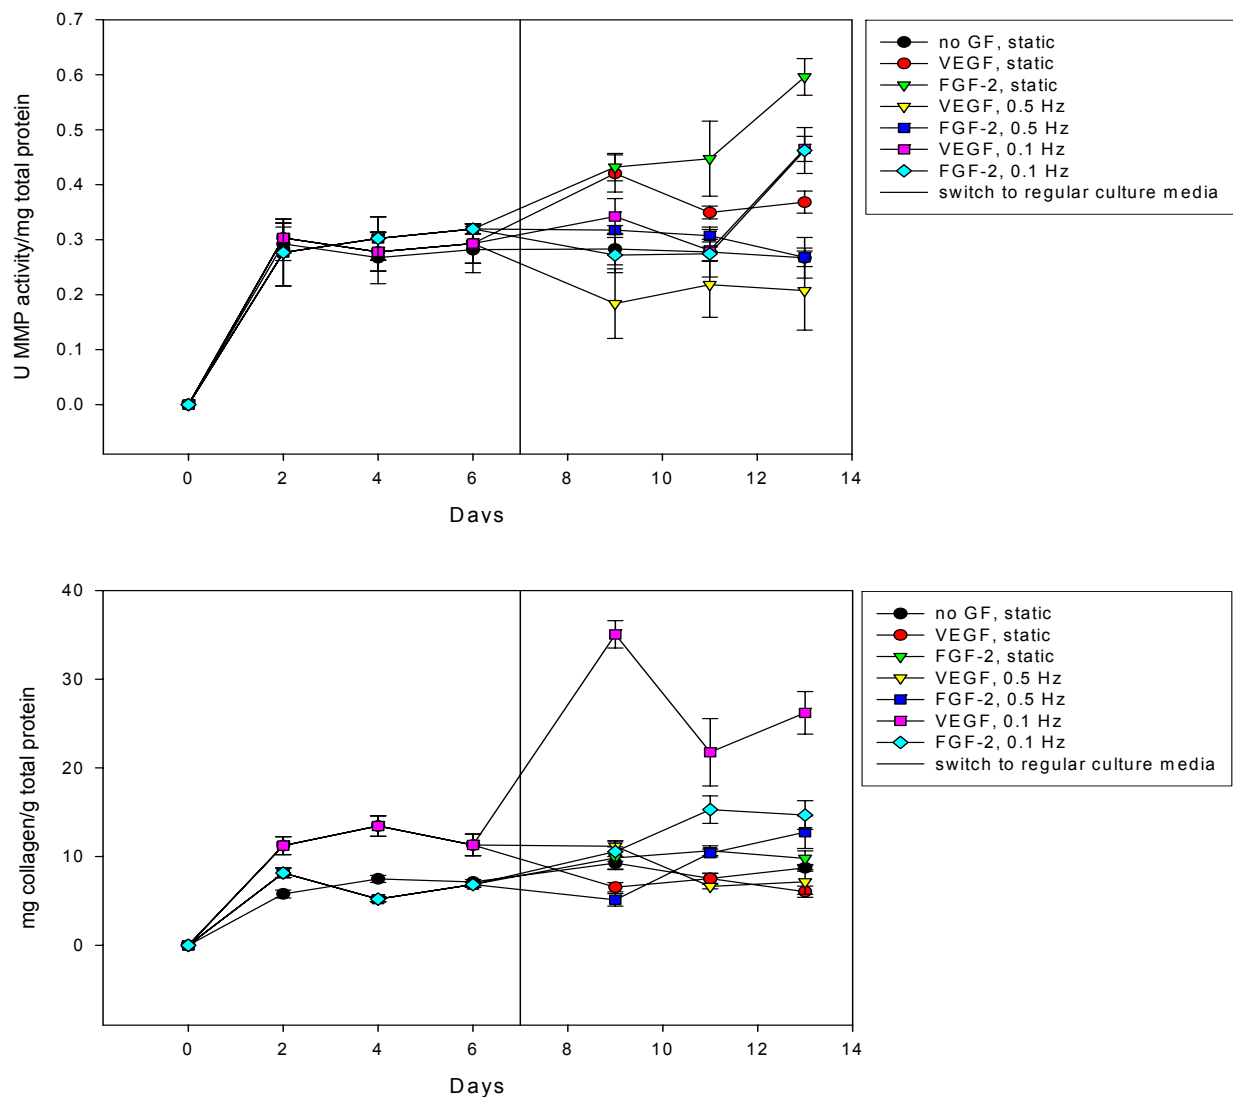 0.7
0.6
0.5
0.4
0.3
0.2
0.1
0.0
U MMP activity/mg total protein
0 2 4 6 8 10 12 14
Days
no GF, static
VEGF, static
FGF-2, static
VEGF, 0.5 Hz
FGF-2, 0.5 Hz
VEGF, 0.1 Hz
FGF-2, 0.1 Hz
switch to regular culture media
40
30
20
10
0
mg collagen/g total protein
0 2 4 6 8 10 12 14
Days
no GF, static
VEGF, static
FGF-2, static
VEGF, 0.5 Hz
FGF-2, 0.5 Hz
VEGF, 0.1 Hz
FGF-2, 0.1 Hz
switch to regular culture media